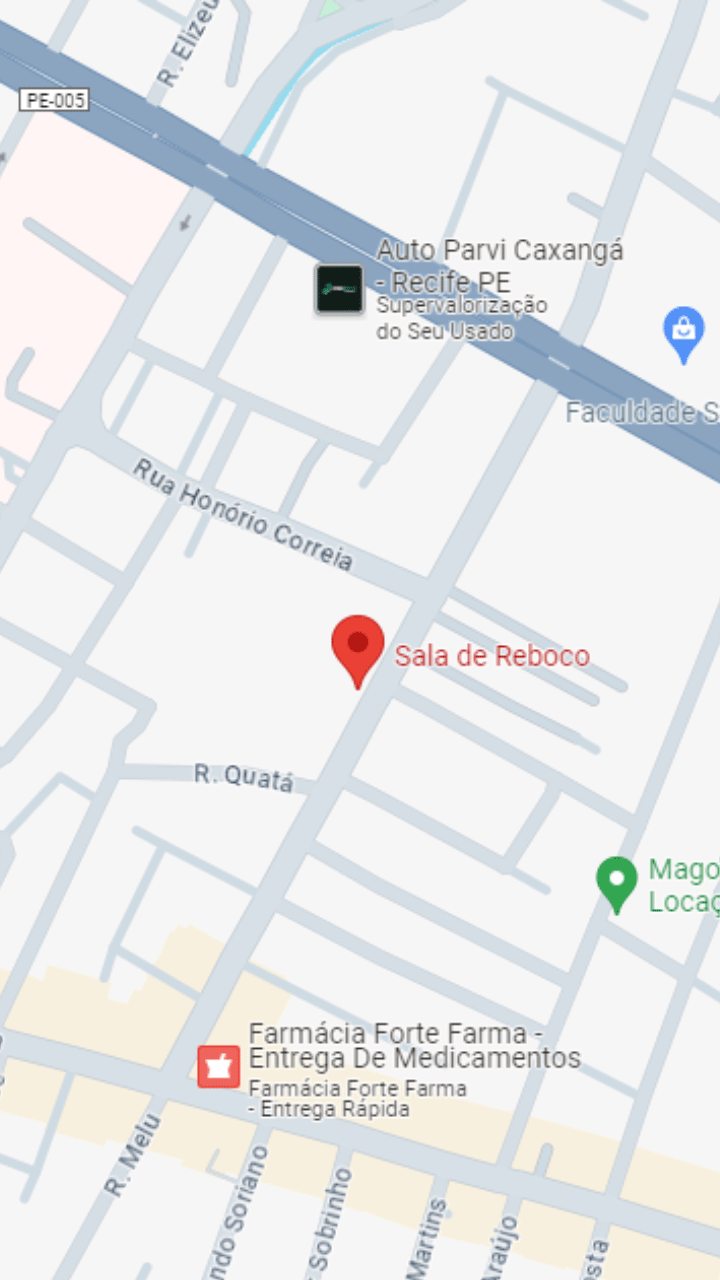 R. Elizeu
PE-005
Auto Parvi Caxangá
- Recife PE
Supervalorização
do Seu Usado
Faculdade S
Rua Honório Correia
Sala de Reboco
R. Quatá
Mago
Locaç
Farmácia Forte Farma -
Entrega De Medicamentos
Farmácia Forte Farma
- Entrega Rápida
R. Melu
ndo Soriano
Sobrinho
Martins
raújo
sta